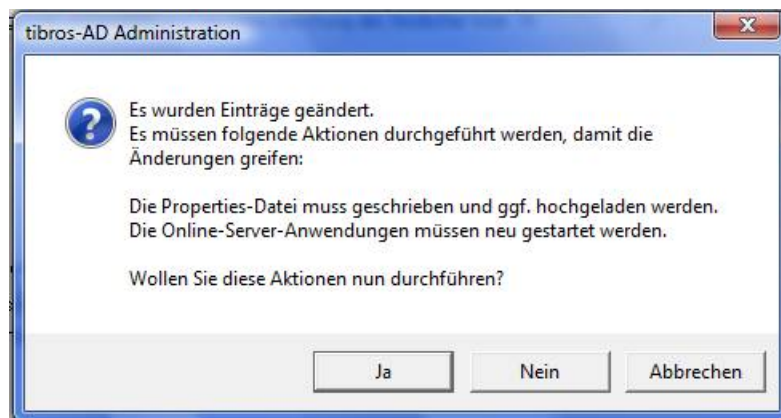 tibros-AD Administration
Es wurden Einträge geändert.
Es müssen folgende Aktionen durchgeführt werden, damit die
Änderungen greifen:
Die Properties-Datei muss geschrieben und ggf. hochgeladen werden.
Die Online-Server-Anwendungen müssen neu gestartet werden.
Wollen Sie diese Aktionen nun durchführen?
Ja
Nein
Abbrechen